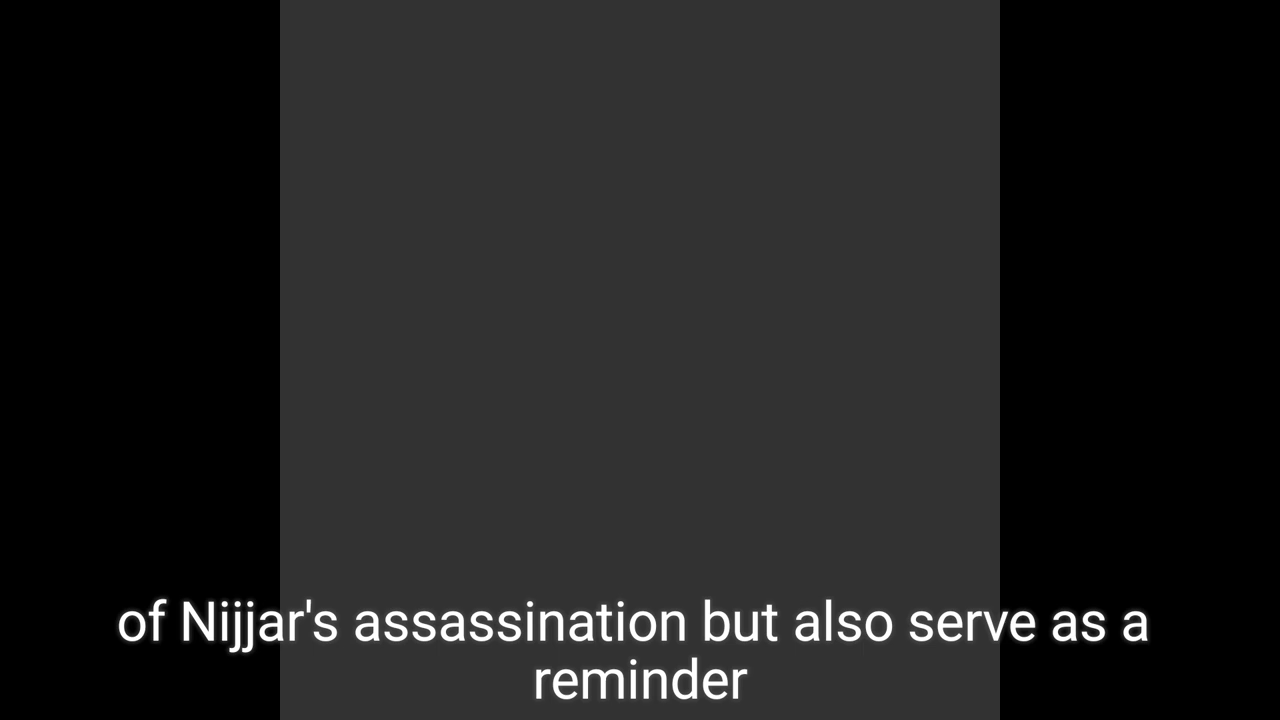 of Nijjar's assassination but also serve as a
reminder